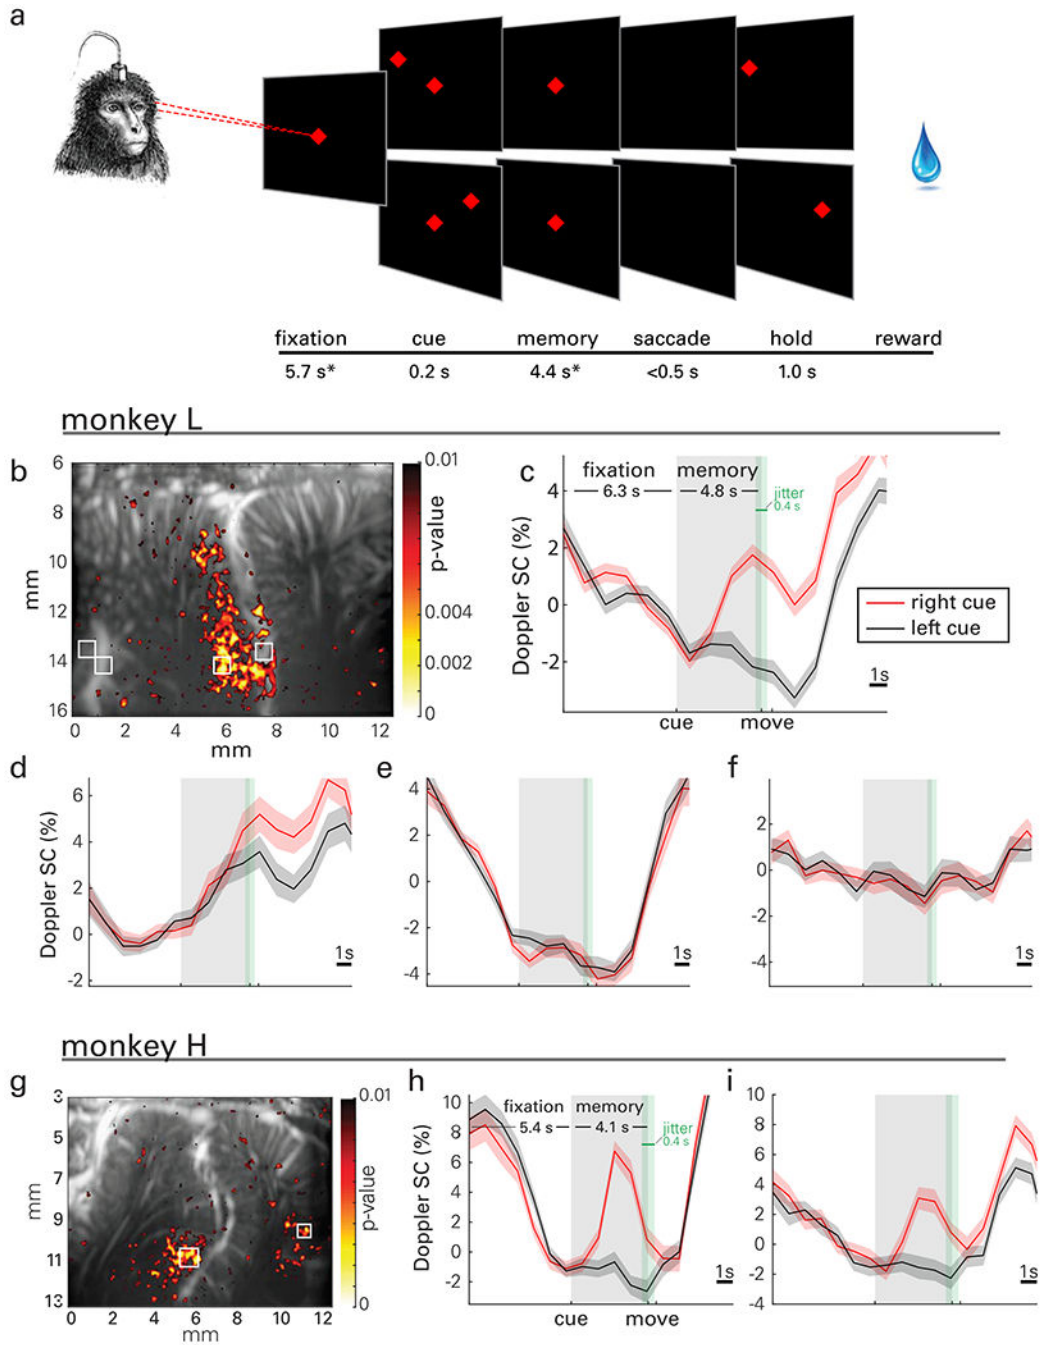 a
fixation cue memory saccade hold reward
5.7 s* 0.2 s 4.4 s* <0.5 s 1.0 s
monkey L
b
6
8
10
12
14
16
mm
0 2 4 6 8 10 12
mm
0.01
0.004
0.002
0
p-value
c
fixation memory
6.3 s 4.8 s
jitter
0.4 s
4
2
0
-2
Doppler SC (%)
cue move
1s
right cue
left cue
d
6
4
2
0
-2
Doppler SC (%)
1s
e
4
2
0
-2
-4
1s
f
2
0
-2
-4
1s
monkey H
g
3
5
7
9
11
13
mm
0 2 4 6 8 10 12
mm
0.01
0
p-value
h
fixation memory
5.4 s 4.1 s
jitter
0.4 s
10
8
6
4
2
0
-2
Doppler SC (%)
cue move
1s
i
10
8
6
4
2
0
-2
-4
1s